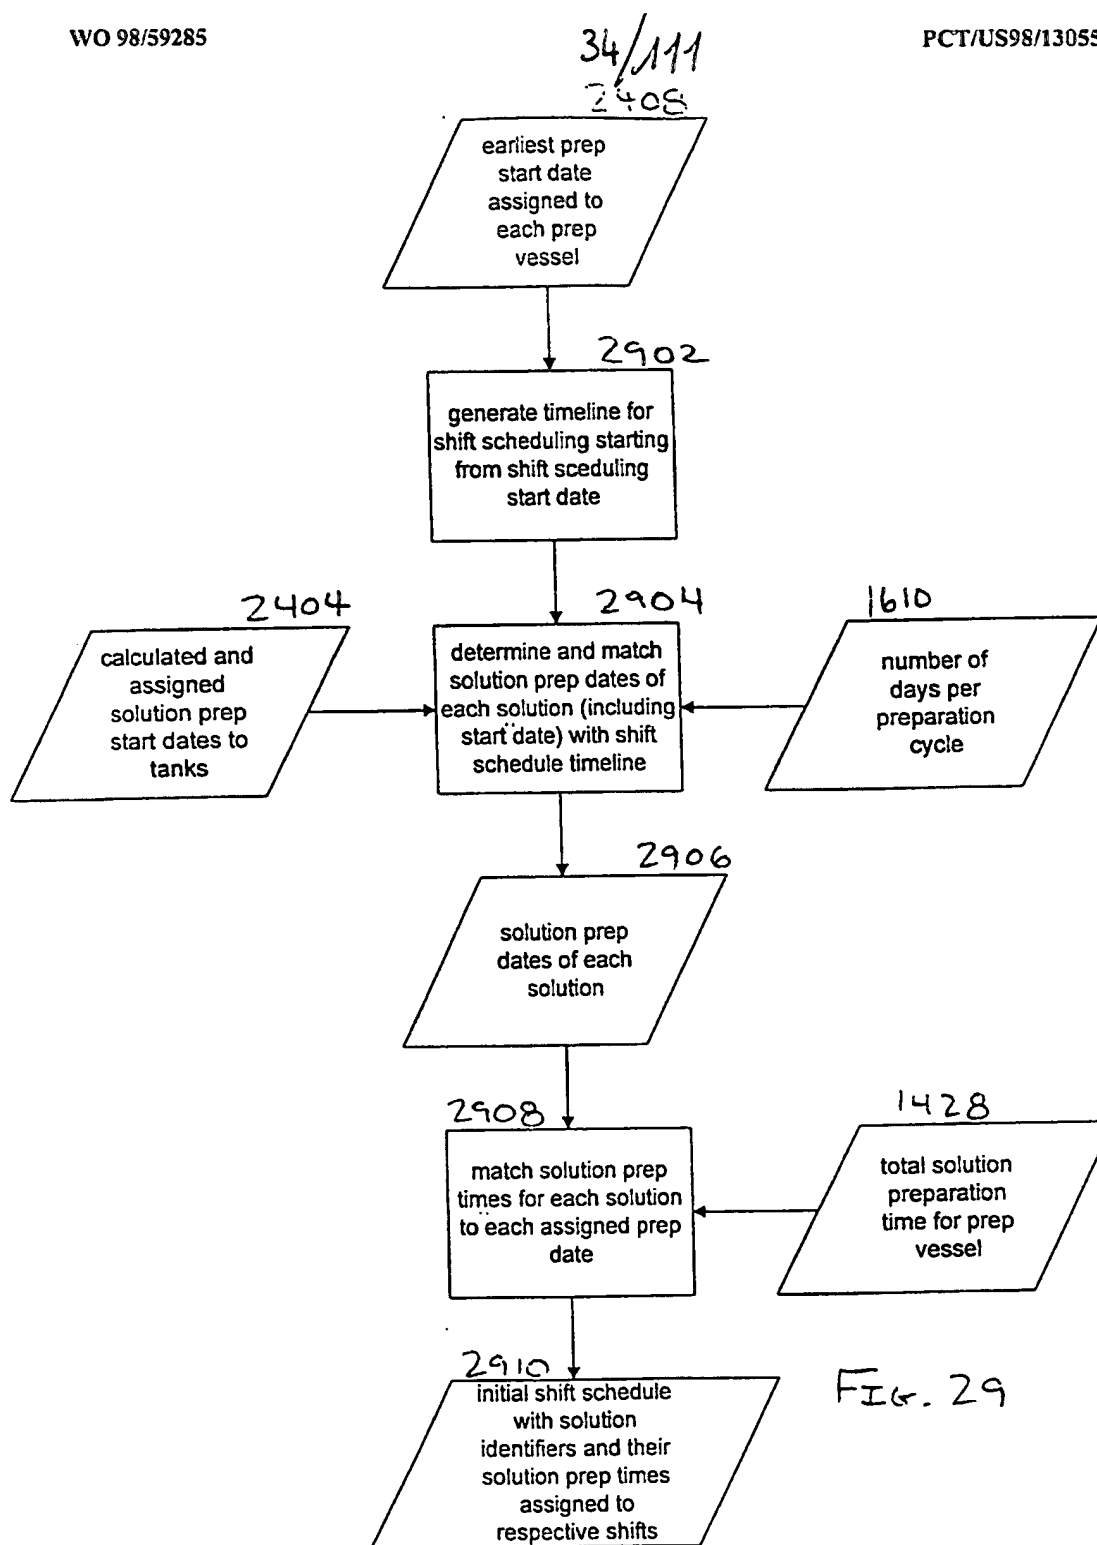 WO 98/59285
34/111
PCT/US98/13055
2408
earliest prep
start date
assigned to
each prep
vessel
2902
generate timeline for
shift scheduling starting
from shift sceduling
start date
2404
calculated and
assigned
solution prep
start dates to
tanks
2904
determine and match
solution prep dates of
each solution (including
start date) with shift
schedule timeline
1610
number of
days per
preparation
cycle
2906
solution prep
dates of each
solution
2908
match solution prep
times for each solution
to each assigned prep
date
1428
total solution
preparation
time for prep
vessel
2910
initial shift schedule
with solution
identifiers and their
solution prep times
assigned to
respective shifts
FIG. 29